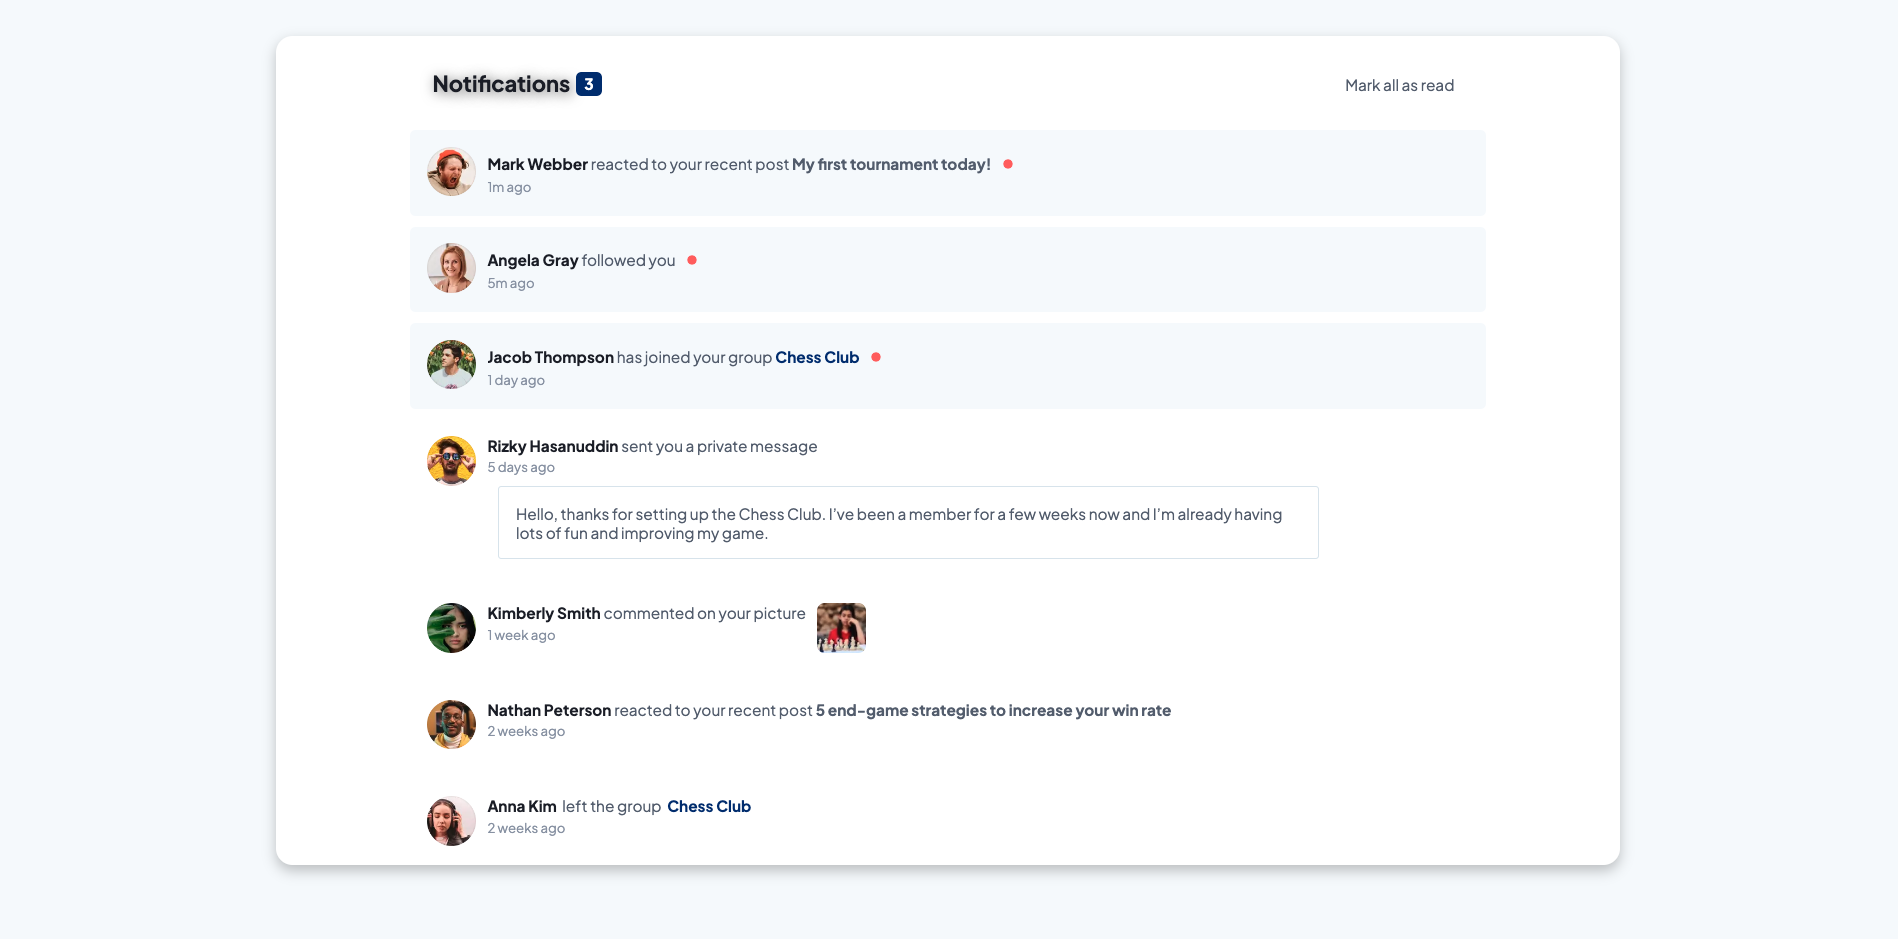 Notifications 3
Mark all as read
Mark Webber reacted to your recent post My first tournament today!
1m ago
Angela Gray followed you
5m ago
Jacob Thompson has joined your group Chess Club
1 day ago
Rizky Hasanuddin sent you a private message
5 days ago
Hello, thanks for setting up the Chess Club. I’ve been a member for a few weeks now and I’m already having
lots of fun and improving my game.
Kimberly Smith commented on your picture
1 week ago
Nathan Peterson reacted to your recent post 5 end-game strategies to increase your win rate
2 weeks ago
Anna Kim left the group Chess Club
2 weeks ago